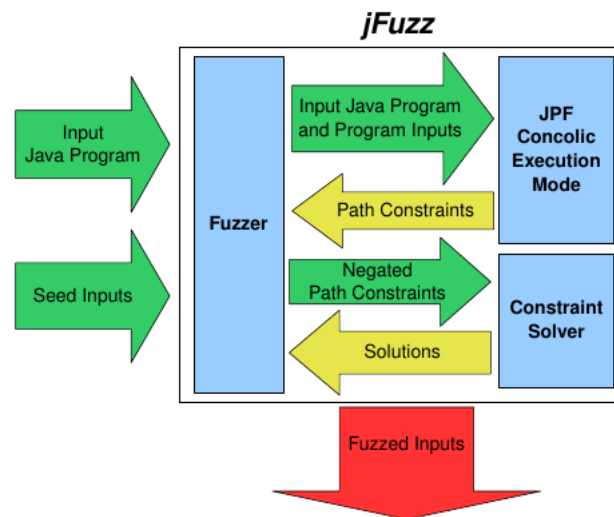 jFuzz
Input
Java Program
Seed Inputs
Fuzzer
Input Java Program
and Program Inputs
Path Constraints
Negated
Path Constraints
Solutions
JPF
Concolic
Execution
Mode
Constraint
Solver
Fuzzed Inputs